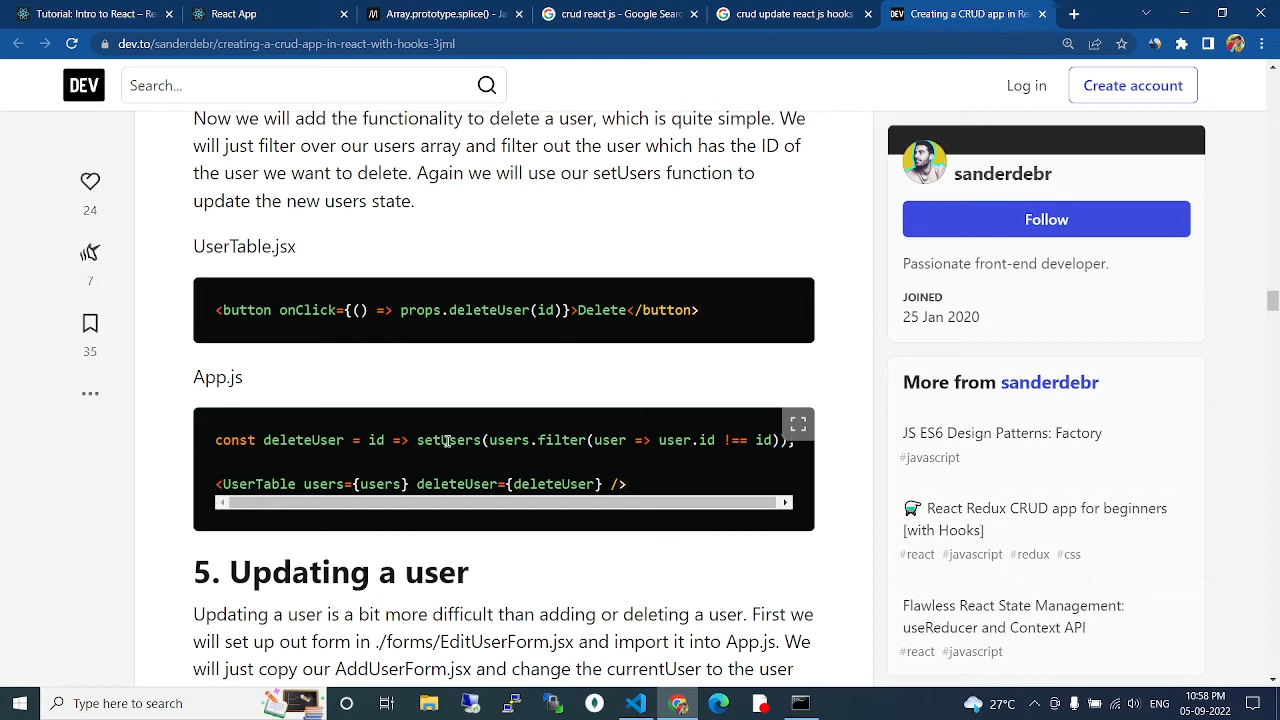 Tutorial: Intro to React – Rea
React App
Array.prototype.splice() - Ja
crud react js - Google Search
crud update react js hooks
Creating a CRUD app in Rea
dev.to/sanderdebr/creating-a-crud-app-in-react-with-hooks-3jml
DEV
Search...
Log in
Create account
Now we will add the functionality to delete a user, which is quite simple. We
will just filter over our users array and filter out the user which has the ID of
the user we want to delete. Again we will use our setUsers function to
update the new users state.
UserTable.jsx
<button onClick={() => props.deleteUser(id)}>Delete</button>
App.js
const deleteUser = id => setUsers(users.filter(user => user.id !== id));
<UserTable users={users} deleteUser={deleteUser} />
5. Updating a user
Updating a user is a bit more difficult than adding or deleting a user. First we
will set up out form in ./forms/EditUserForm.jsx and import it into App.js. We
will just copy our AddUserForm.jsx and change the currentUser to the user
24
7
35
sanderdebr
Follow
Passionate front-end developer.
JOINED
25 Jan 2020
More from sanderdebr
JS ES6 Design Patterns: Factory
#javascript
React Redux CRUD app for beginners
[with Hooks]
#react #javascript #redux #css
Flawless React State Management:
useReducer and Context API
#react #javascript
Type here to search
27°C
ENG
10:58 PM
05-09-2022